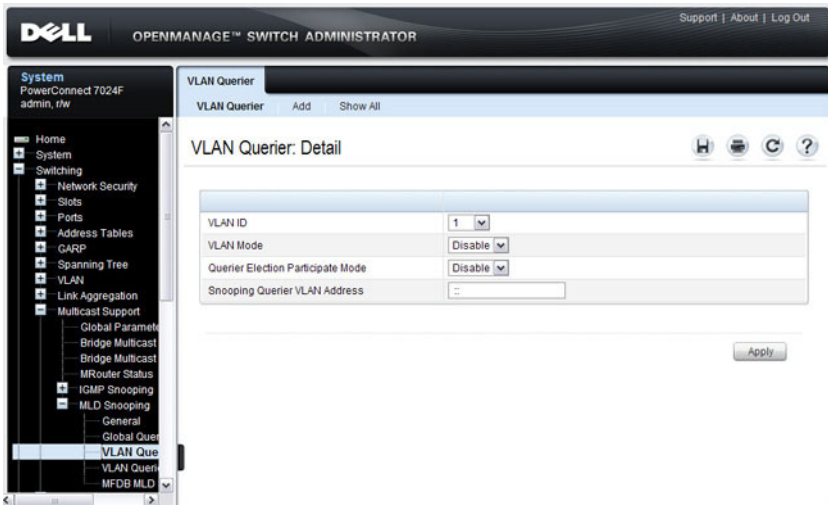 Support | About | Log Out
DELL
OPENMANAGE™ SWITCH ADMINISTRATOR
System
PowerConnect 7024F
admin, r/w
Home
System
Switching
Network Security
Slots
Ports
Address Tables
GARP
Spanning Tree
VLAN
Link Aggregation
Multicast Support
Global Paramete
Bridge Multicast
Bridge Multicast
MRouter Status
IGMP Snooping
MLD Snooping
General
Global Quer
VLAN Que
VLAN Queri
MFDB MLD
VLAN Querier
VLAN Querier Add Show All
VLAN Querier: Detail
VLAN ID 1
VLAN Mode Disable
Querier Election Participate Mode Disable
Snooping Querier VLAN Address ::
Apply